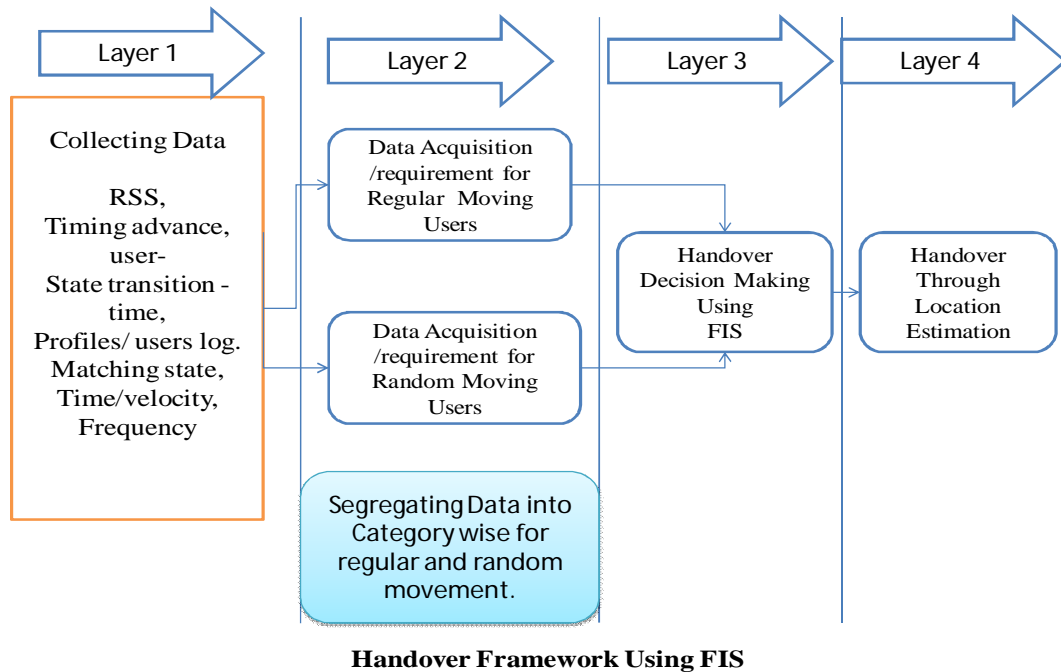 Layer 1
Layer 2
Layer 3
Layer 4
Collecting Data
RSS,
Timing advance,
user-
State transition -
time,
Profiles/ users log.
Matching state,
Time/velocity,
Frequency
Data Acquisition
/requirement for
Regular Moving
Users
Data Acquisition
/requirement for
Random Moving
Users
Segregating Data into
Category wise for
regular and random
movement.
Handover
Decision Making
Using
FIS
Handover
Through
Location
Estimation
Handover Framework Using FIS